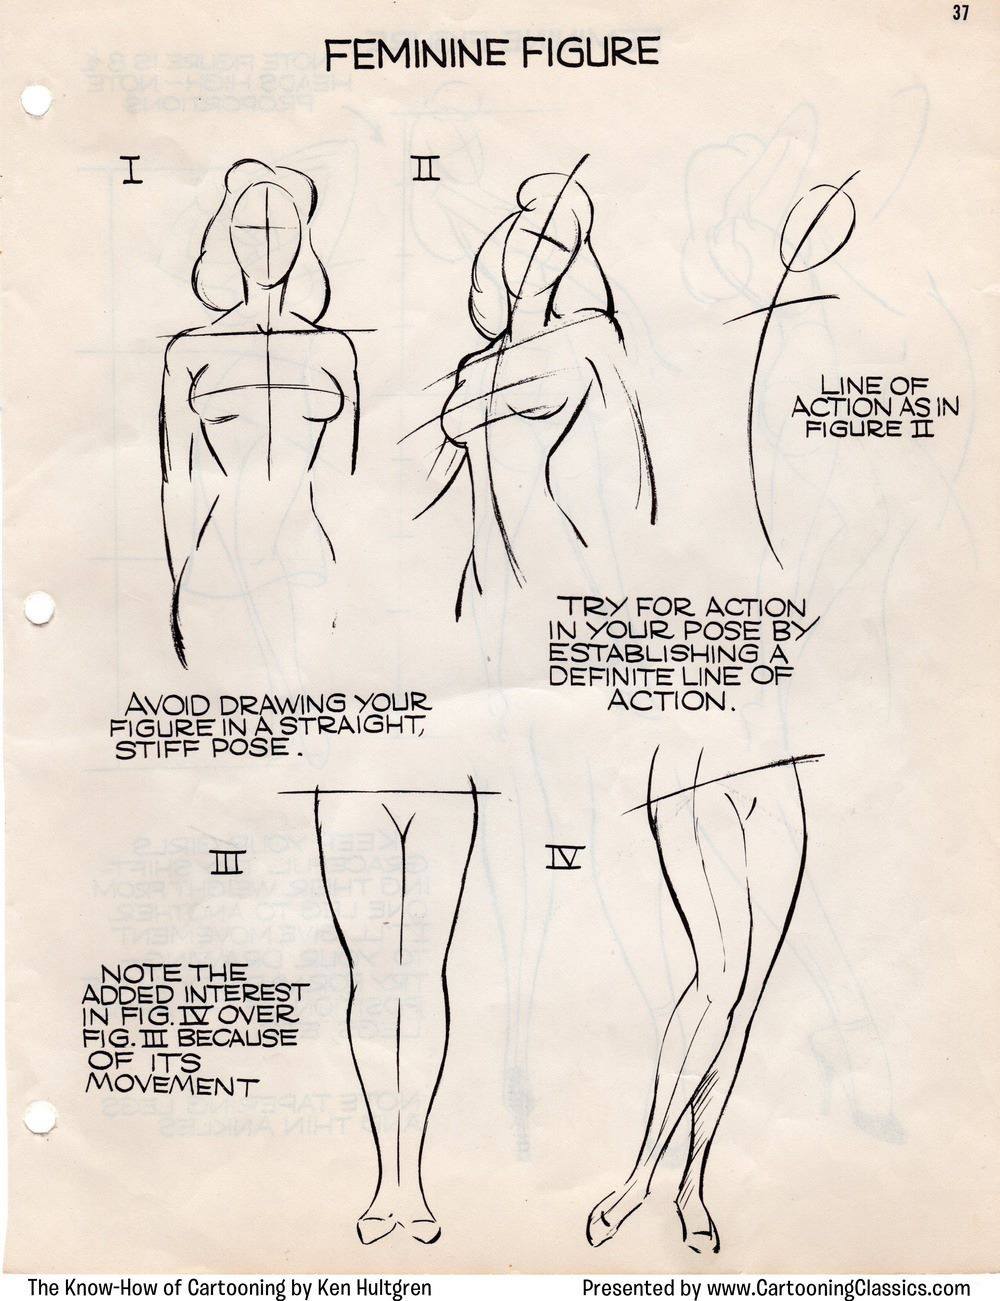 37
FEMININE FIGURE
I
II
LINE OF
ACTION AS IN
FIGURE II
TRY FOR ACTION
IN YOUR POSE BY
ESTABLISHING A
DEFINITE LINE OF
ACTION.
AVOID DRAWING YOUR
FIGURE IN A STRAIGHT,
STIFF POSE.
III
IV
NOTE THE
ADDED INTEREST
IN FIG. IV OVER
FIG. III BECAUSE
OF ITS
MOVEMENT
The Know-How of Cartooning by Ken Hultgren
Presented by www.CartooningClassics.com